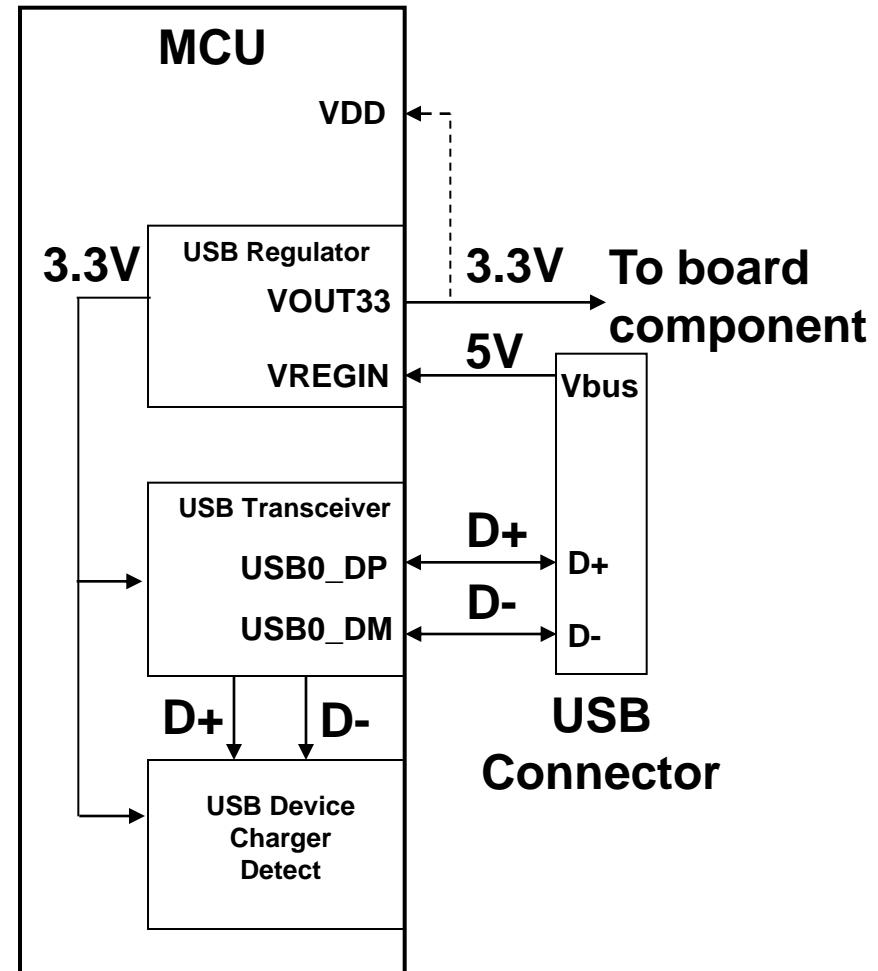 MCU
VDD
3.3V
USB Regulator
VOUT33
3.3V
To board
component
VREGIN
5V
Vbus
USB Transceiver
USB0_DP
D+
D+
USB0_DM
D-
D-
D+
D-
USB
Connector
USB Device
Charger
Detect